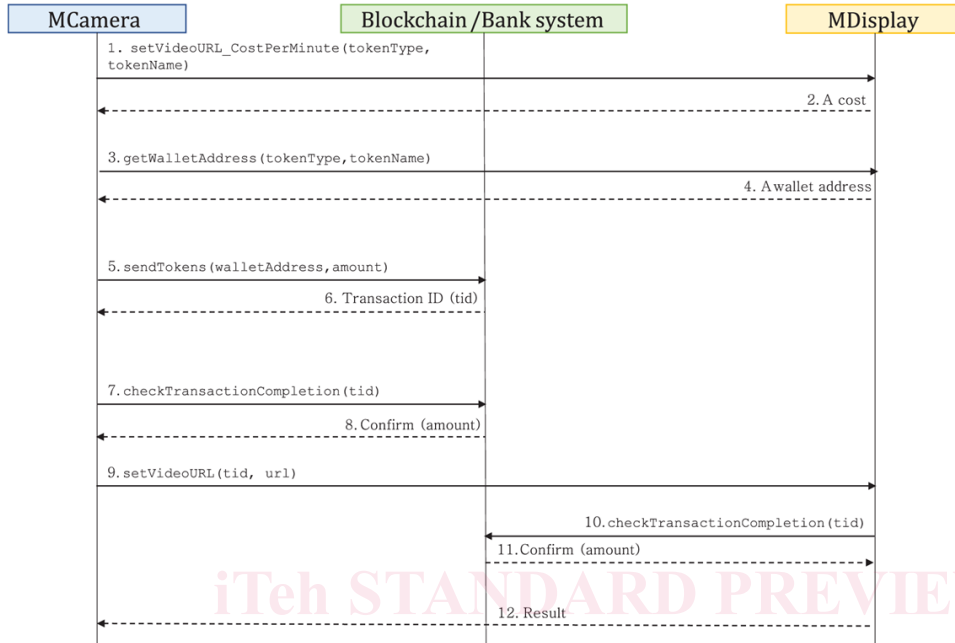 MCamera
Blockchain/Bank system
MDisplay
1. setVideoURL_CostPerMinute(tokenType,
tokenName)
2. A cost
3. getWalletAddress(tokenType,tokenName)
4. A wallet address
5. sendTokens(walletAddress,amount)
6. Transaction ID (tid)
7. checkTransactionCompletion(tid)
8. Confirm (amount)
9. setVideoURL(tid, url)
10. checkTransactionCompletion(tid)
11. Confirm (amount)
iTeh STANDARD PREVIE
12. Result